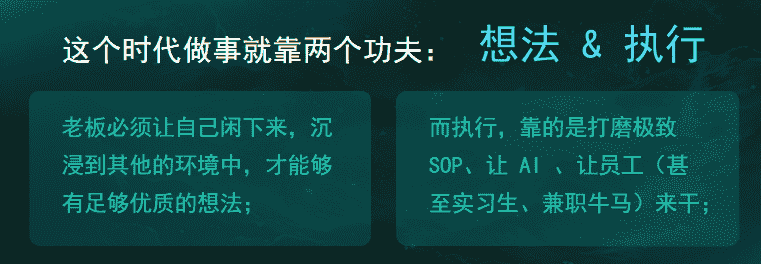 这个时代做事就靠两个功夫： 想法 & 执行
老板必须让自己闲下来，沉
浸到其他的环境中，才能够
有足够优质的想法；
而执行，靠的是打磨极致
SOP、让 AI 、让员工（甚
至实习生、兼职牛马）来干；